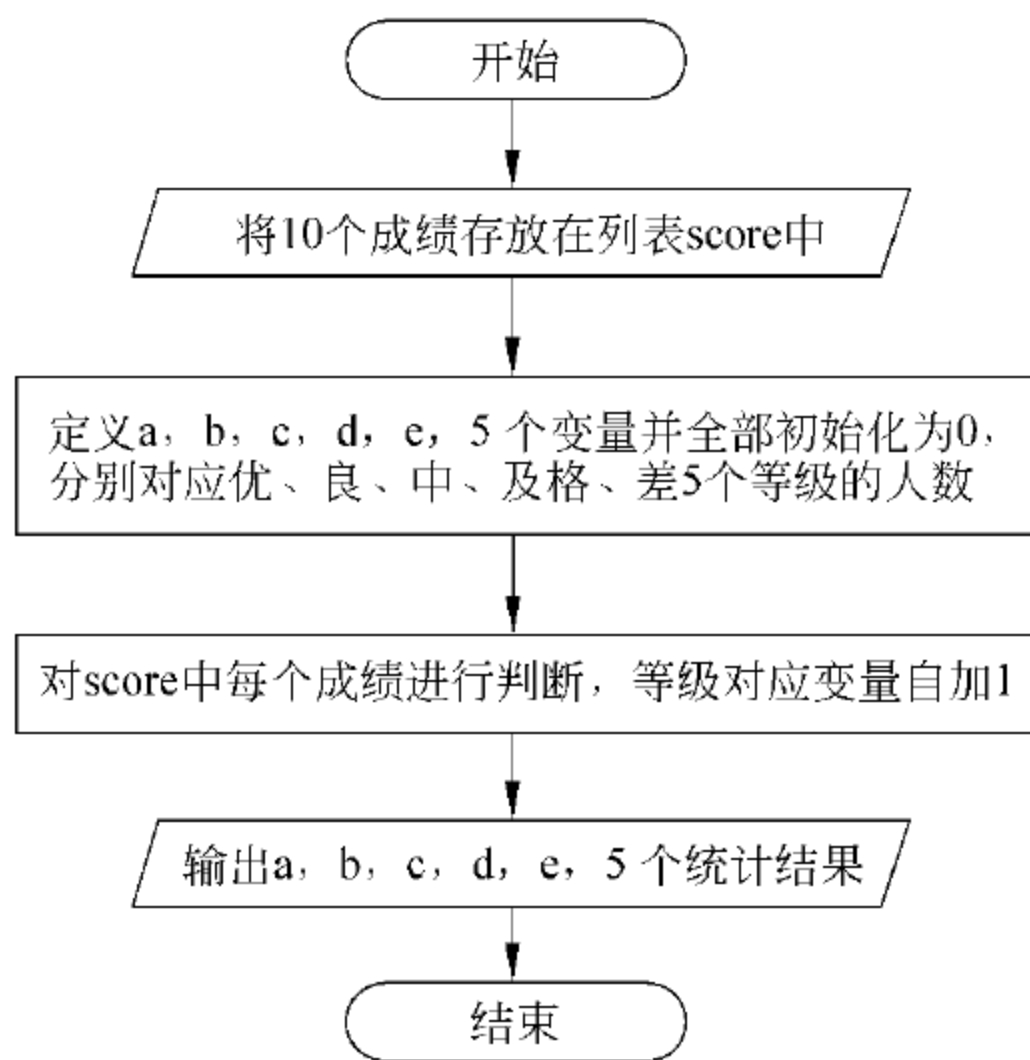 开始
将10个成绩存放在列表score中
定义a，b，c，d，e，5 个变量并全部初始化为0，
分别对应优、良、中、及格、差5个等级的人数
对score中每个成绩进行判断，等级对应变量自加1
输出a，b，c，d，e，5 个统计结果
结束